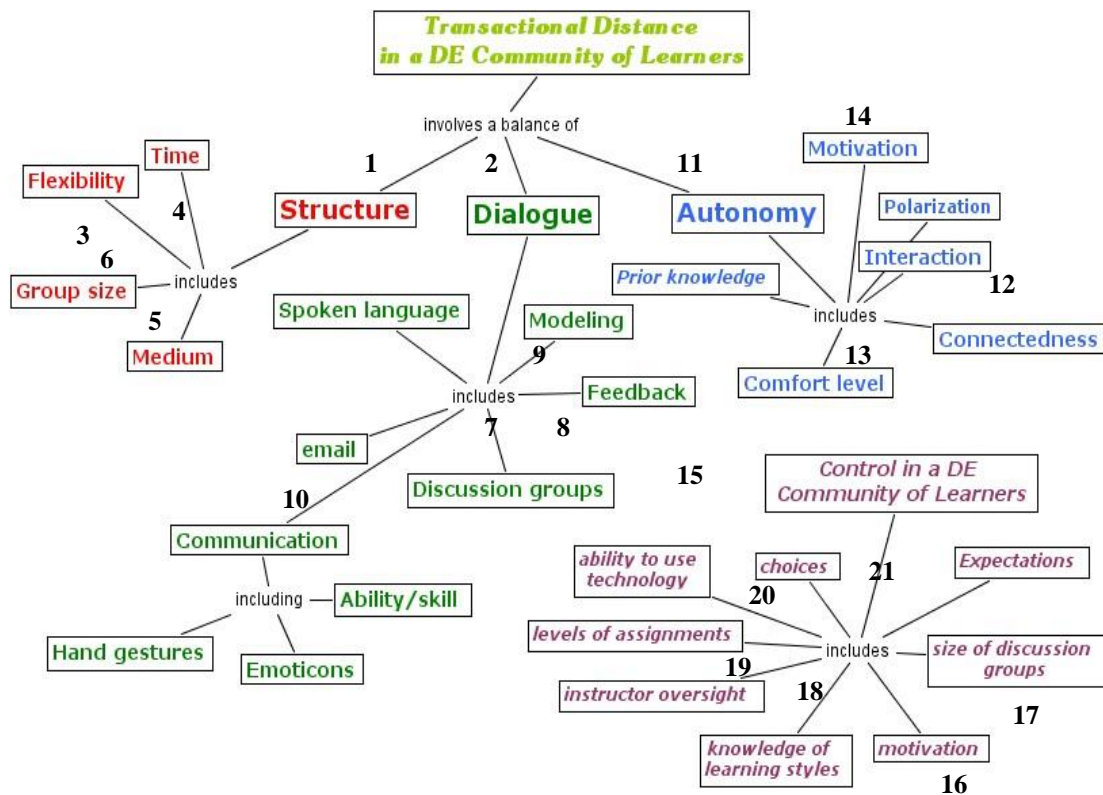 Transactional Distance
in a DE Community of Learners
involves a balance of
1
2
11
14
Motivation
Time
Flexibility
Structure
Dialogue
Autonomy
Polarization
4
3
6
includes
Group size
5
Medium
Prior knowledge
Interaction
12
includes
Connectedness
13
Comfort level
Spoken language
Modeling
9
includes
Feedback
7
8
email
Discussion groups
10
Communication
including
Ability/skill
Hand gestures
Emoticons
15
Control in a DE
Community of Learners
ability to use
technology
choices
21
Expectations
20
levels of assignments
includes
size of discussion
groups
19
instructor oversight
18
17
knowledge of
learning styles
motivation
16